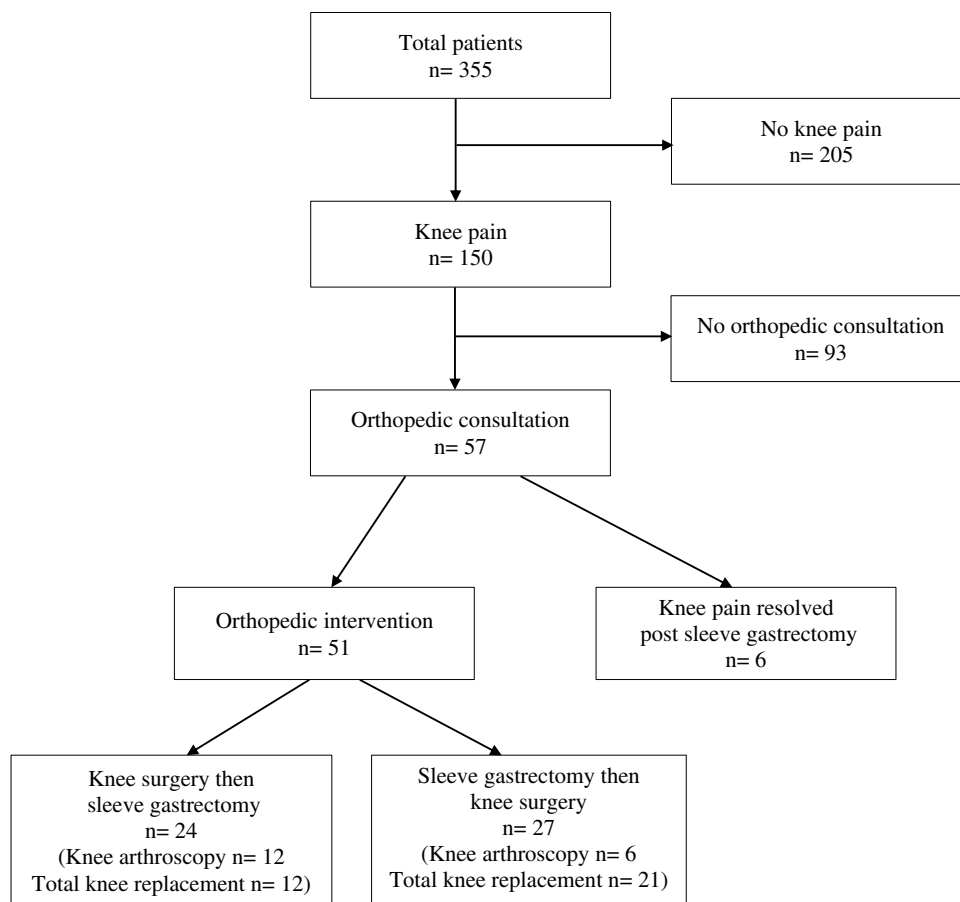 Total patients
n= 355
No knee pain
n= 205
Knee pain
n= 150
No orthopedic consultation
n= 93
Orthopedic consultation
n= 57
Orthopedic intervention
n= 51
Knee pain resolved
post sleeve gastrectomy
n= 6
Knee surgery then
sleeve gastrectomy
n= 24
(Knee arthroscopy n= 12
Total knee replacement n= 12)
Sleeve gastrectomy then
knee surgery
n= 27
(Knee arthroscopy n= 6
Total knee replacement n= 21)